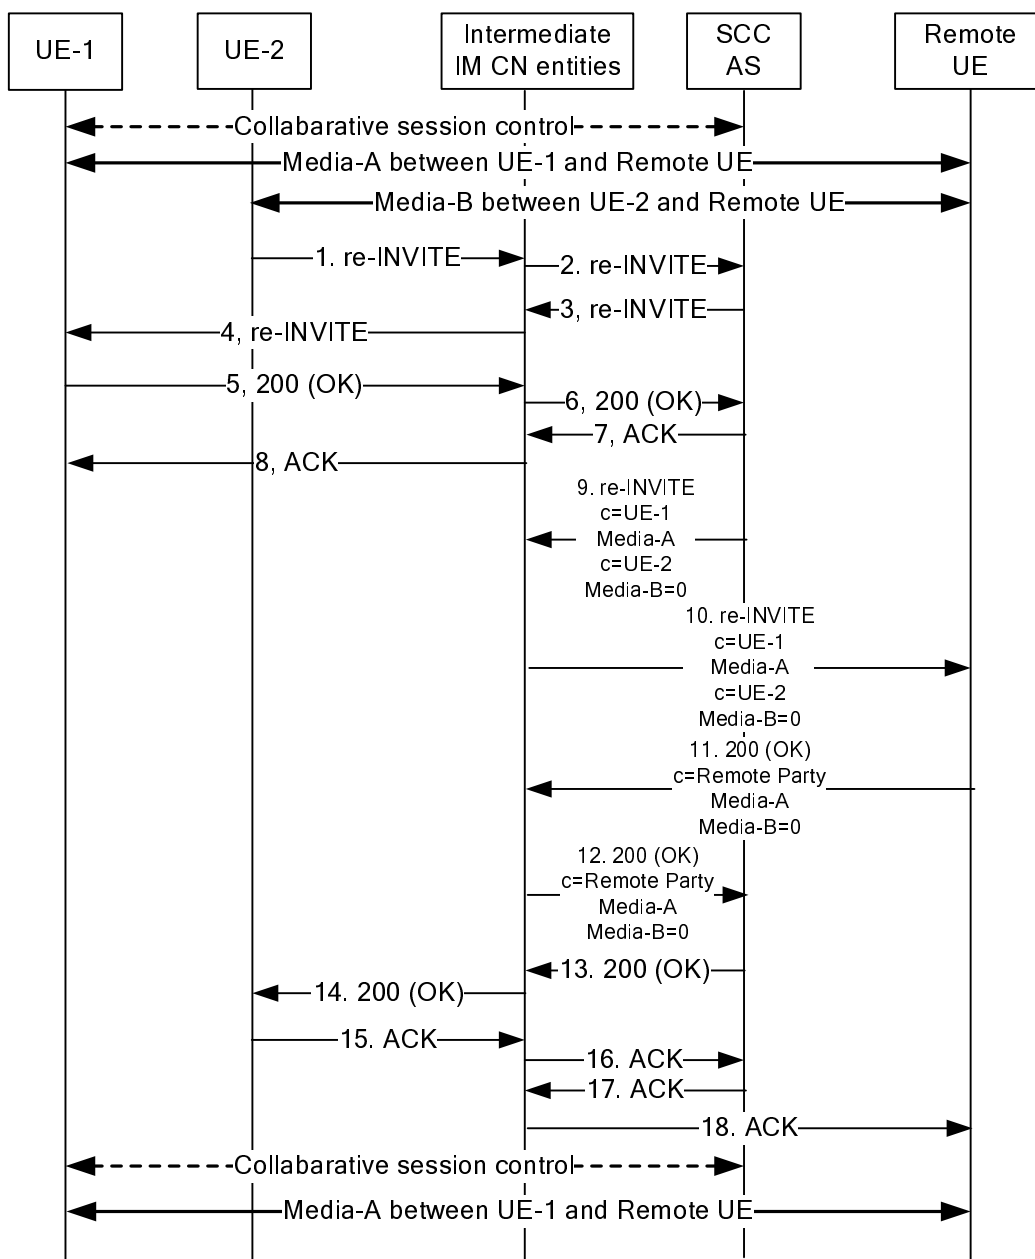 UE-1
UE-2
Intermediate
IM CN entities
SCC
AS
Remote
UE
Collabarative session control
Media-A between UE-1 and Remote UE
Media-B between UE-2 and Remote UE
1. re-INVITE
2. re-INVITE
3, re-INVITE
4, re-INVITE
5, 200 (OK)
6, 200 (OK)
7, ACK
8, ACK
9. re-INVITE
c=UE-1
Media-A
c=UE-2
Media-B=0
10. re-INVITE
c=UE-1
Media-A
c=UE-2
Media-B=0
11. 200 (OK)
c=Remote Party
Media-A
Media-B=0
12. 200 (OK)
c=Remote Party
Media-A
Media-B=0
13. 200 (OK)
14. 200 (OK)
15. ACK
16. ACK
17. ACK
18. ACK
Collabarative session control
Media-A between UE-1 and Remote UE